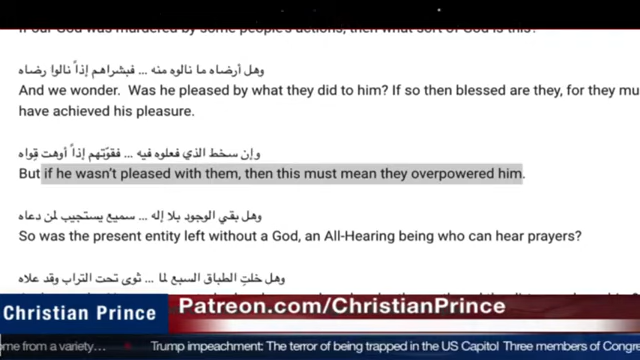 If our God was murdered by some people's actions, then what sort of God is this?
وهل أرضاه ما نالوه منه ... فبشراهم إذاً نالوا رضاه
And we wonder. Was he pleased by what they did to him? If so then blessed are they, for they mu
have achieved his pleasure.
وإن سخط الذي فعلوه فيه ... فقوّتهم إذاً أوهت قِواه
But if he wasn't pleased with them, then this must mean they overpowered him.
وهل بقي الوجود بلا إله ... سميع يستجيب لمن دعاه
So was the present entity left without a God, an All-Hearing being who can hear prayers?
وهل خلتِ الطباق السبع لما ... ثوى تحت التراب وقد علاه
Christian Prince
Patreon.com/ChristianPrince
ome from a variety…
Trump impeachment: The terror of being trapped in the US Capitol Three members of Congre